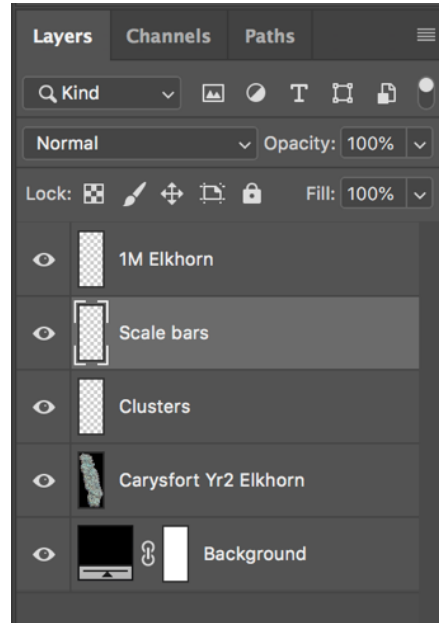 Layers Channels Paths
Kind T
Normal Opacity: 100%
Lock: Fill: 100%
1M Elkhorn
Scale bars
Clusters
Carysfort Yr2 Elkhorn
Background